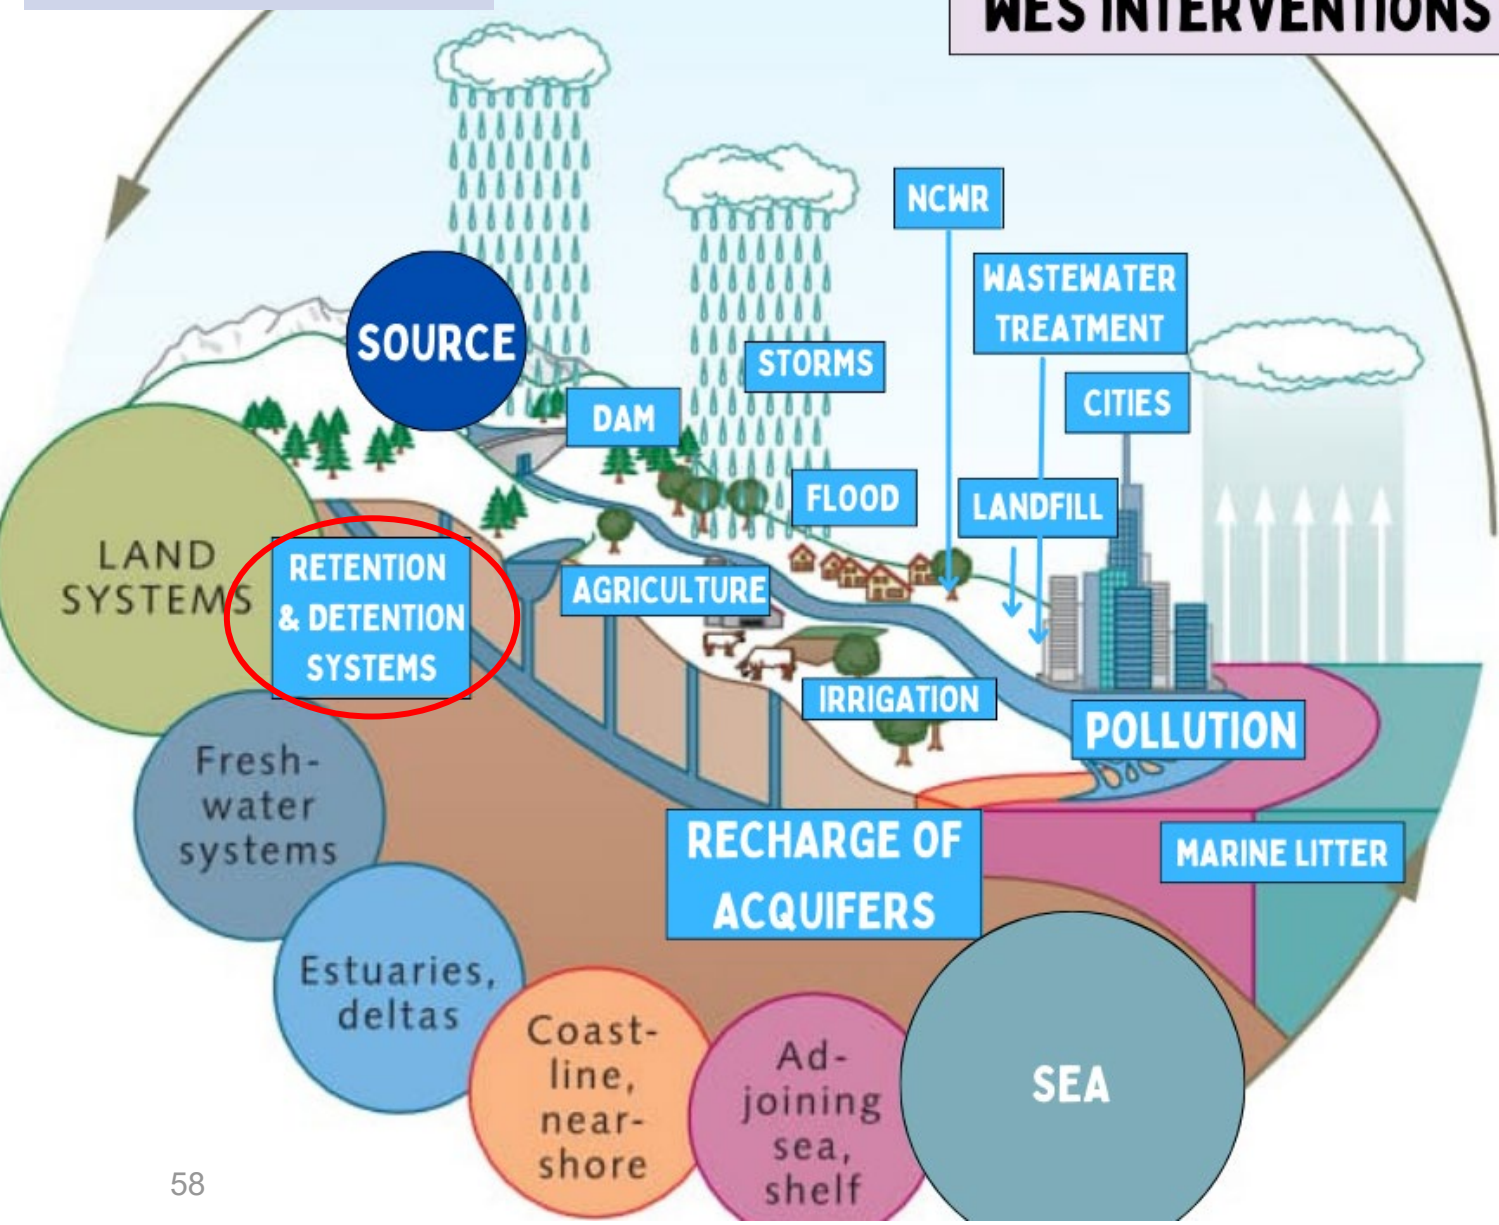 WES INTERVENTIONS
NCWR
WASTEWATER
TREATMENT
SOURCE
STORMS
CITIES
DAM
FLOOD
LANDFILL
LAND
SYSTEMS
RETENTION
& DETENTION
SYSTEMS
AGRICULTURE
IRRIGATION
POLLUTION
Fresh-
water
systems
RECHARGE OF
ACQUIFERS
MARINE LITTER
Estuaries,
deltas
Coast-
line,
near-
shore
Ad-
joining
sea,
shelf
SEA
58